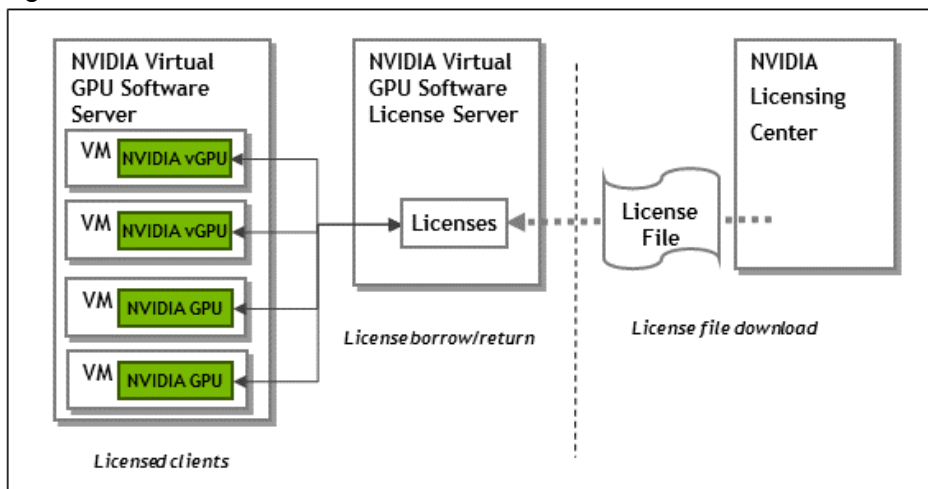 NVIDIA Virtual
GPU Software
Server
VM NVIDIA vGPU
VM NVIDIA vGPU
VM NVIDIA GPU
VM NVIDIA GPU
Licensed clients
NVIDIA Virtual
GPU Software
License Server
Licenses
License borrow/return
License
File
License file download
NVIDIA
Licensing
Center